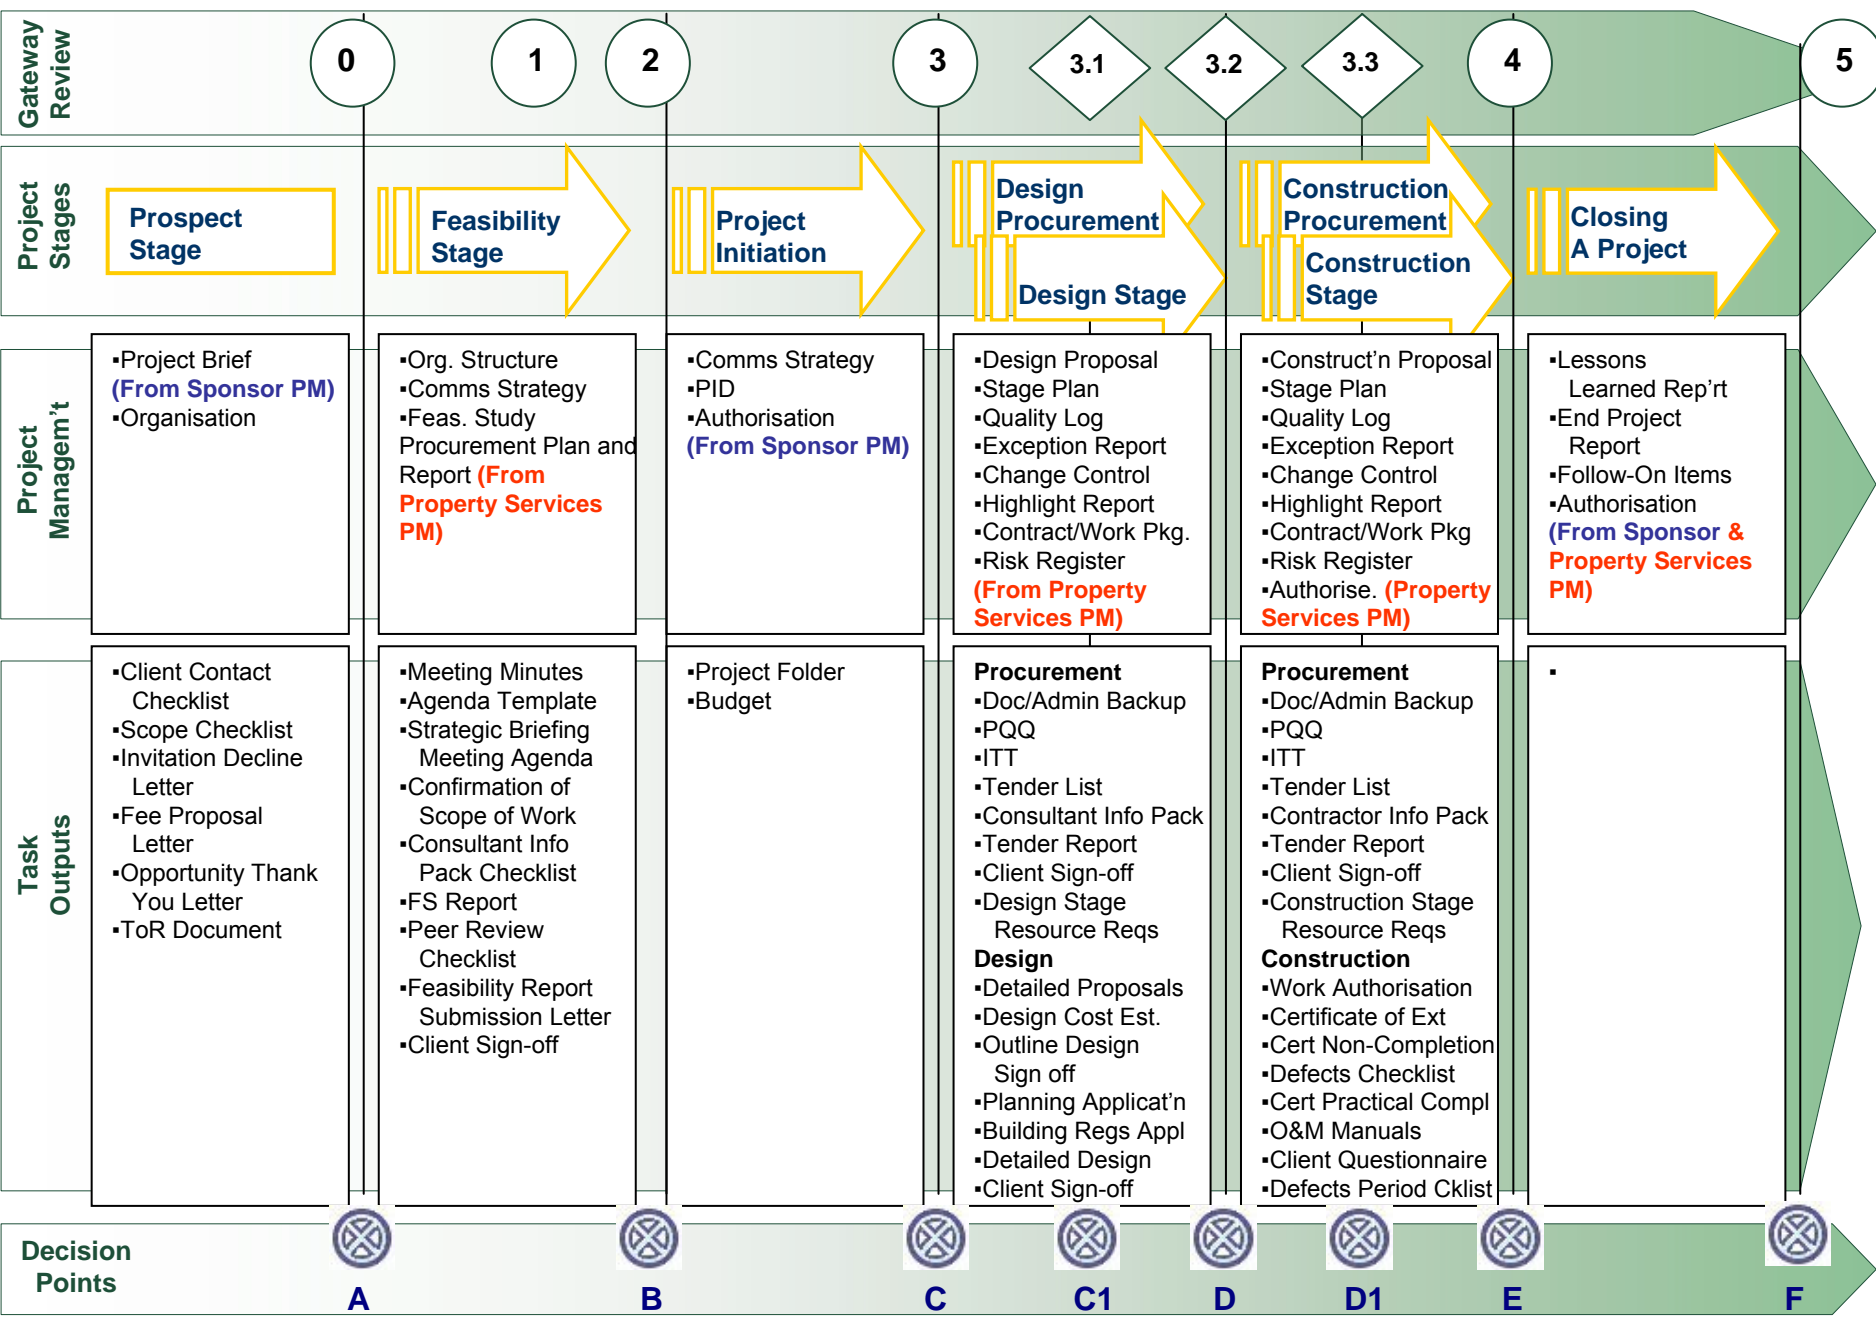 Gateway
Review
0
1
2
3
3.1
3.2
3.3
4
5
Project
Stages
Prospect
Stage
Feasibility
Stage
Project
Initiation
Design
Procurement
Design Stage
Construction
Procurement
Construction
Stage
Closing
A Project
Project
Managem't
▪Project Brief
(From Sponsor PM)
▪Organisation
▪Org. Structure
▪Comms Strategy
▪Feas. Study
Procurement Plan and
Report (From
Property Services
PM)
▪Comms Strategy
▪PID
▪Authorisation
(From Sponsor PM)
▪Design Proposal
▪Stage Plan
▪Quality Log
▪Exception Report
▪Change Control
▪Highlight Report
▪Contract/Work Pkg.
▪Risk Register
(From Property
Services PM)
▪Construct'n Proposal
▪Stage Plan
▪Quality Log
▪Exception Report
▪Change Control
▪Highlight Report
▪Contract/Work Pkg
▪Risk Register
▪Authorise. (Property
Services PM)
▪Lessons
Learned Rep'rt
▪End Project
Report
▪Follow-On Items
▪Authorisation
(From Sponsor &
Property Services
PM)
Task
Outputs
▪Client Contact
Checklist
▪Scope Checklist
▪Invitation Decline
Letter
▪Fee Proposal
Letter
▪Opportunity Thank
You Letter
▪ToR Document
▪Meeting Minutes
▪Agenda Template
▪Strategic Briefing
Meeting Agenda
▪Confirmation of
Scope of Work
▪Consultant Info
Pack Checklist
▪FS Report
▪Peer Review
Checklist
▪Feasibility Report
Submission Letter
▪Client Sign-off
▪Project Folder
▪Budget
Procurement
▪Doc/Admin Backup
▪PQQ
▪ITT
▪Tender List
▪Consultant Info Pack
▪Tender Report
▪Client Sign-off
▪Design Stage
Resource Reqs
Design
▪Detailed Proposals
▪Design Cost Est.
▪Outline Design
Sign off
▪Planning Applicat'n
▪Building Regs Appl
▪Detailed Design
▪Client Sign-off
Procurement
▪Doc/Admin Backup
▪PQQ
▪ITT
▪Tender List
▪Contractor Info Pack
▪Tender Report
▪Client Sign-off
▪Construction Stage
Resource Reqs
Construction
▪Work Authorisation
▪Certificate of Ext
▪Cert Non-Completion
▪Defects Checklist
▪Cert Practical Compl
▪O&M Manuals
▪Client Questionnaire
▪Defects Period Cklist
▪
Decision
Points
A
B
C
C1
D
D1
E
F